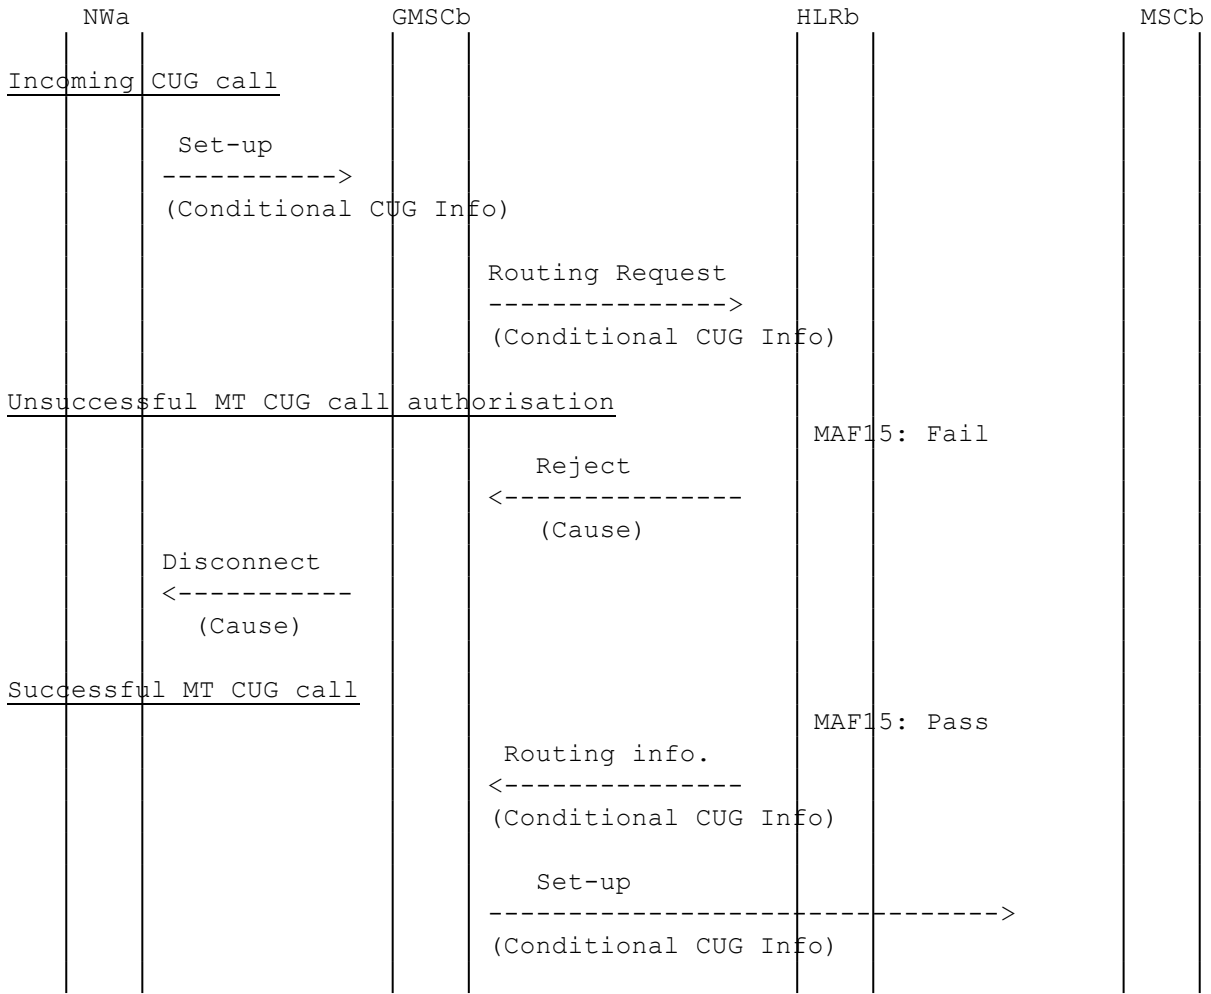 NWa GMSCb HLRb MSCb
Incoming CUG call
Set-up
----------->
(Conditional CUG Info)
Routing Request
--------------->
(Conditional CUG Info)
Unsuccessful MT CUG call authorisation
MAF15: Fail
Reject
<---------------
(Cause)
Disconnect
<-----------
(Cause)
Successful MT CUG call
MAF15: Pass
Routing info.
<---------------
(Conditional CUG Info)
Set-up
-------------------------------->
(Conditional CUG Info)